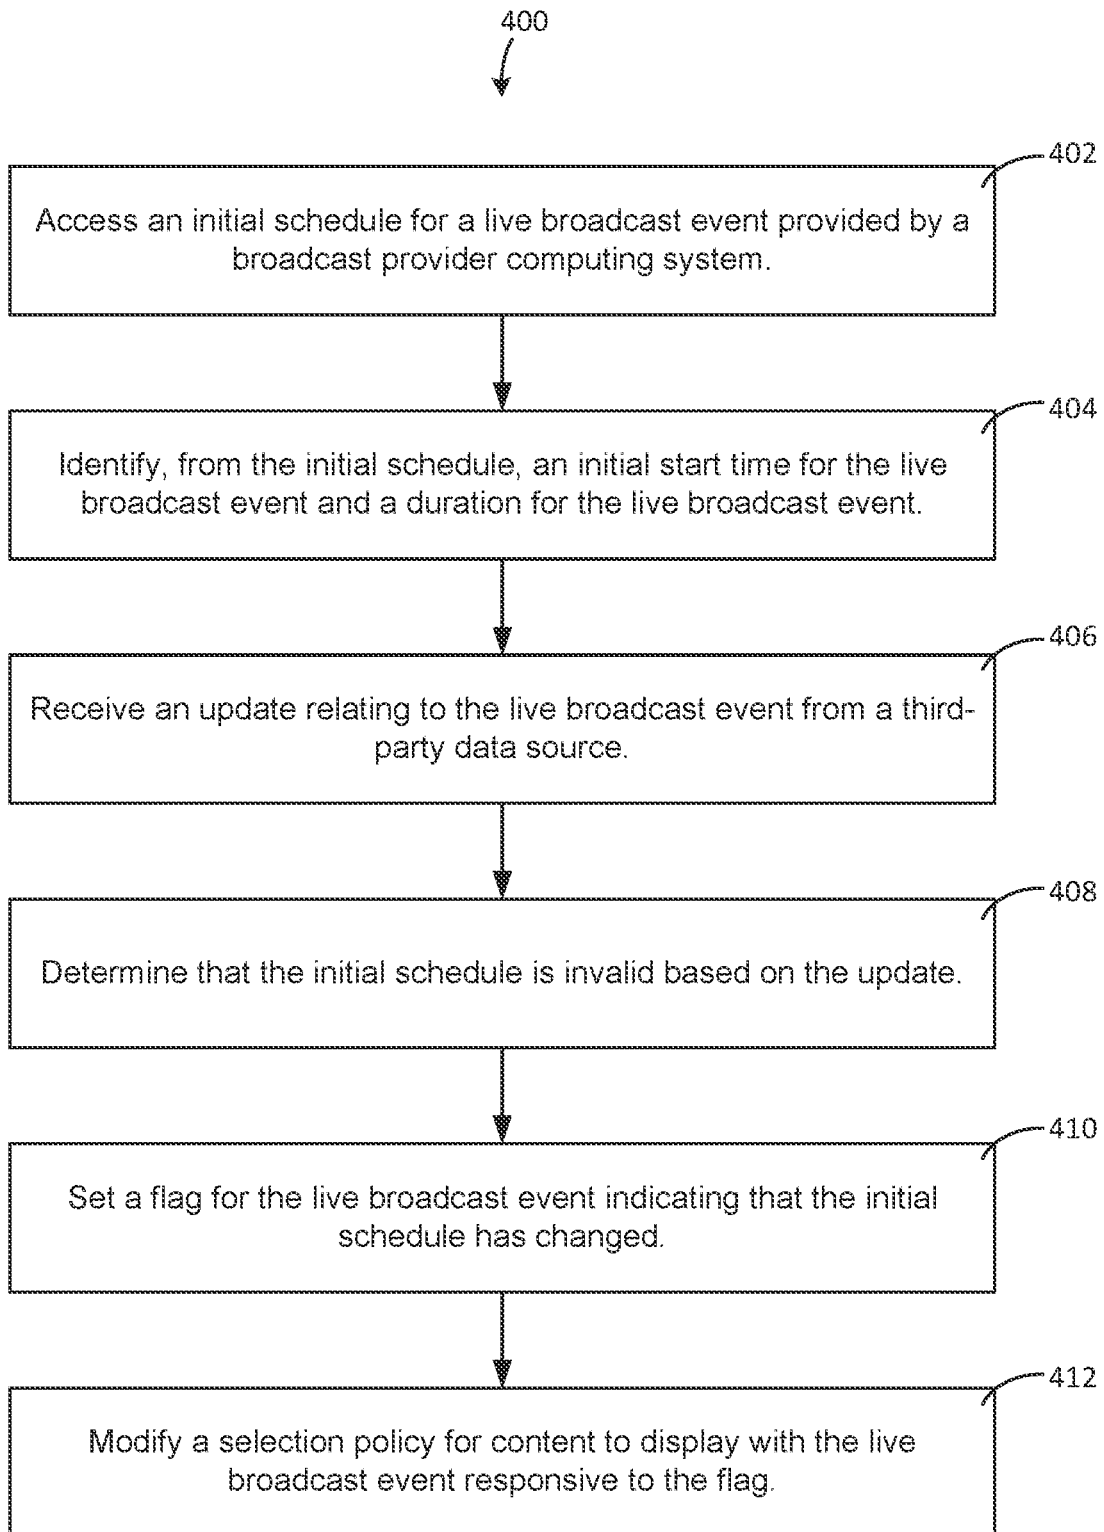 400
402
Access an initial schedule for a live broadcast event provided by a
broadcast provider computing system.
404
Identify, from the initial schedule, an initial start time for the live
broadcast event and a duration for the live broadcast event.
406
Receive an update relating to the live broadcast event from a third-
party data source.
408
Determine that the initial schedule is invalid based on the update.
410
Set a flag for the live broadcast event indicating that the initial
schedule has changed.
412
Modify a selection policy for content to display with the live
broadcast event responsive to the flag.